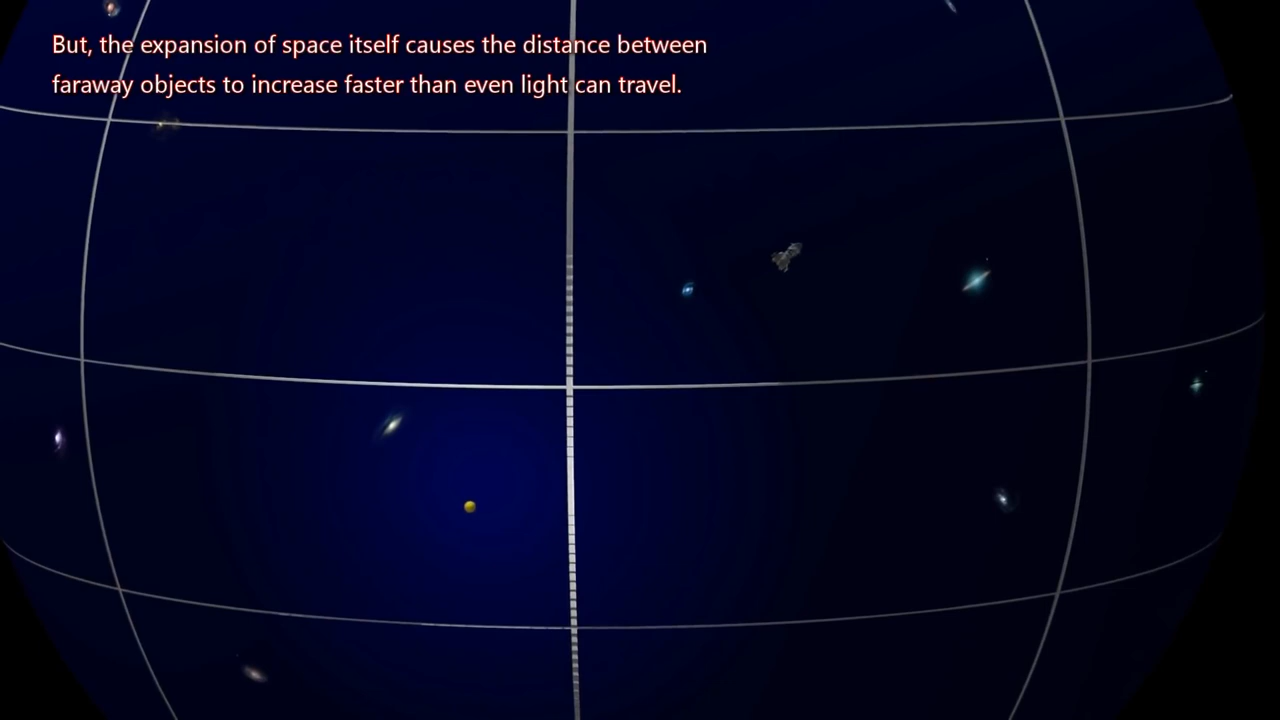 But, the expansion of space itself causes the distance between
faraway objects to increase faster than even light can travel.